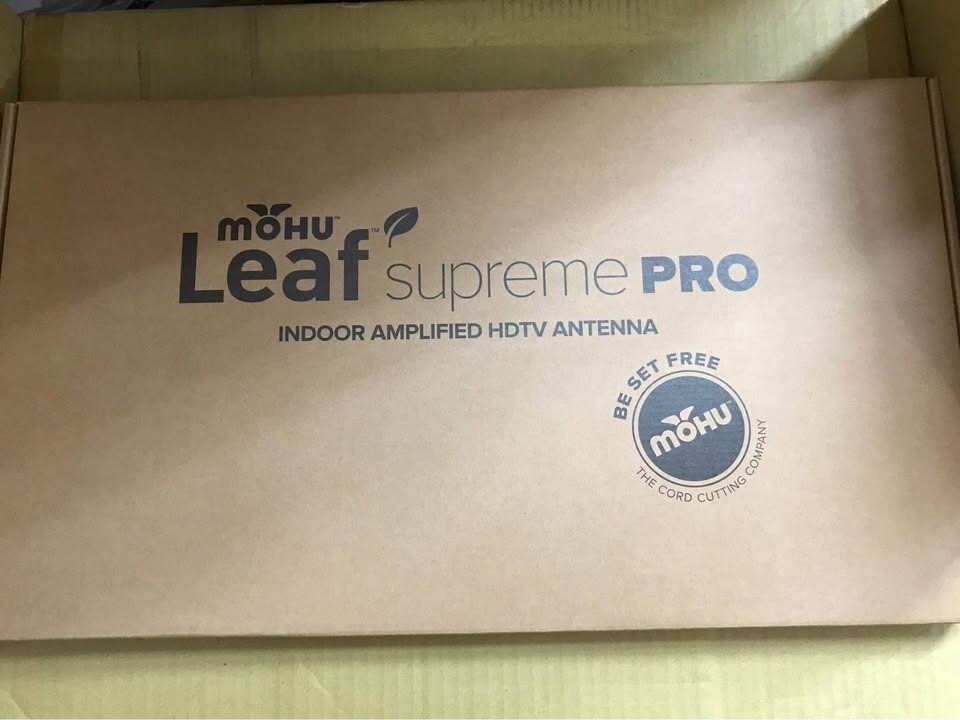 mohu™
Leaf™ supreme PRO
INDOOR AMPLIFIED HDTV ANTENNA
BE SET FREE
mohu™
THE CORD CUTTING COMPANY